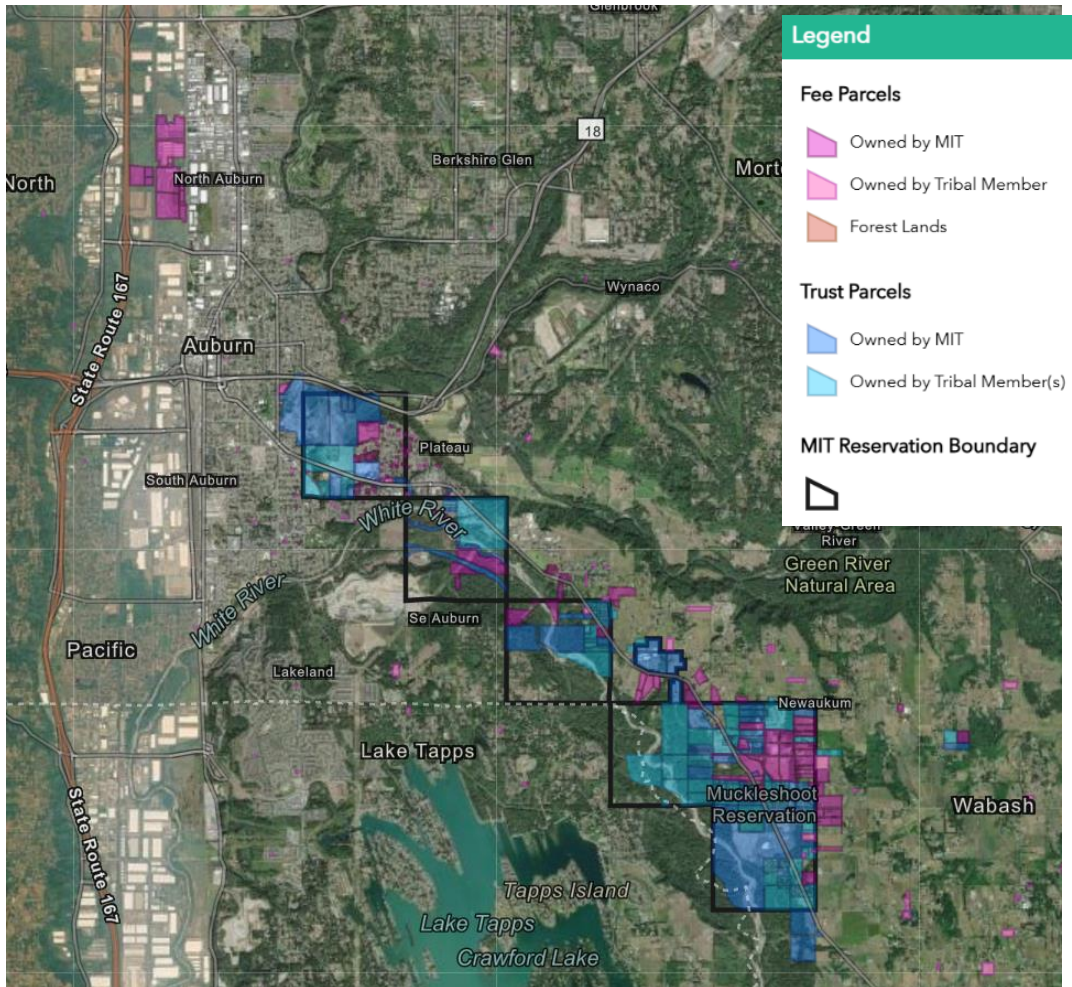 Glenbrook
Legend
Fee Parcels
Owned by MIT
Owned by Tribal Member
Forest Lands
Trust Parcels
Owned by MIT
Owned by Tribal Member(s)
MIT Reservation Boundary
18
Berkshire Glen
North
North Auburn
State Route 167
Wynaco
Auburn
Plateau
South Auburn
White River
Valley-Green
River
Green River
Natural Area
White River
Se Auburn
Pacific
Lakeland
Newaukum
Lake Tapps
Muckleshoot
Reservation
Wabash
State Route 167
Tapps Island
Lake Tapps
Crawford Lake